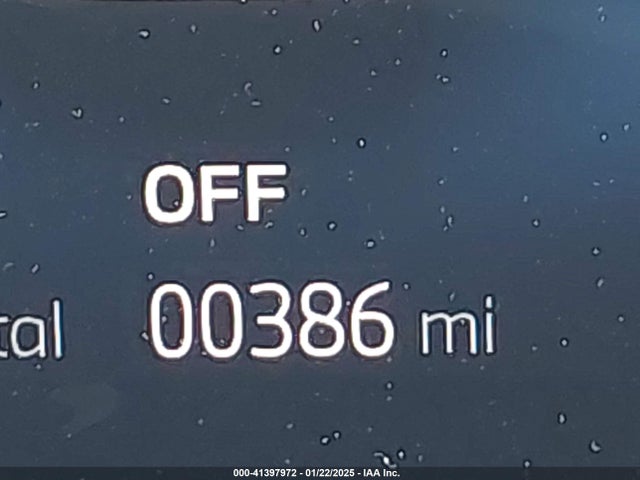 OFF
tal 00386 mi
000-41397972 - 01/22/2025 - IAA Inc.